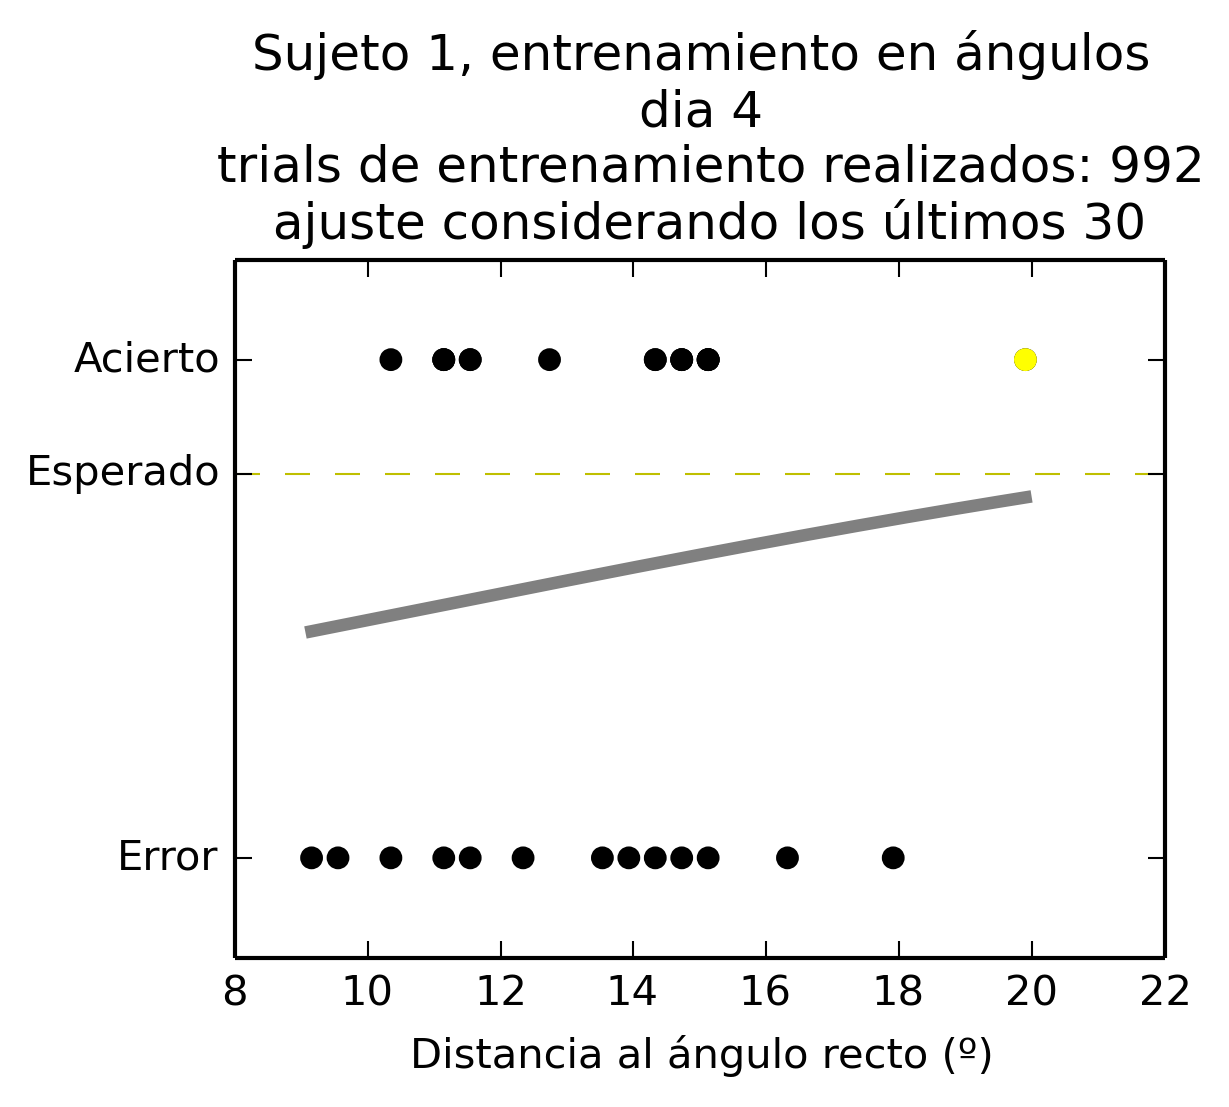 Sujeto 1, entrenamiento en ángulos
dia 4
trials de entrenamiento realizados: 992
ajuste considerando los últimos 30
Acierto
Esperado
Error
8 10 12 14 16 18 20 22
Distancia al ángulo recto (º)